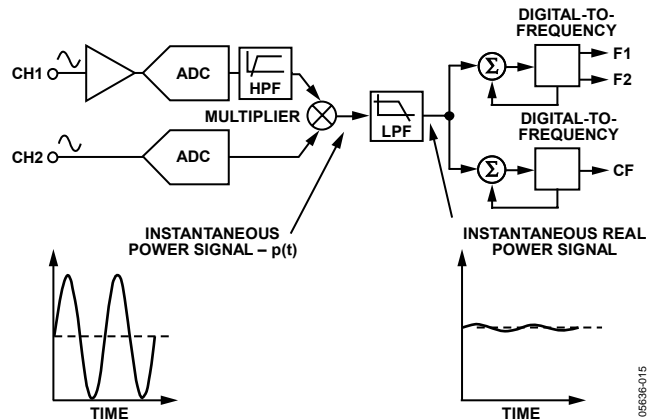 DIGITAL-TO-
FREQUENCY
CH1
ADC
HPF
Σ
F1
F2
MULTIPLIER
LPF
DIGITAL-TO-
FREQUENCY
CH2
ADC
Σ
CF
INSTANTANEOUS
POWER SIGNAL – p(t)
INSTANTANEOUS REAL
POWER SIGNAL
TIME
TIME
05636-015